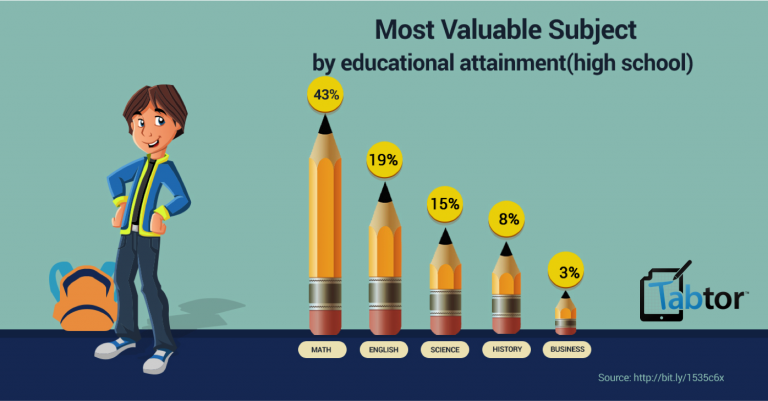 Most Valuable Subject
by educational attainment(high school)
43%
19%
15%
8%
3%
MATH
ENGLISH
SCIENCE
HISTORY
BUSINESS
Tabtor™
Source: http://bit.ly/1535c6x